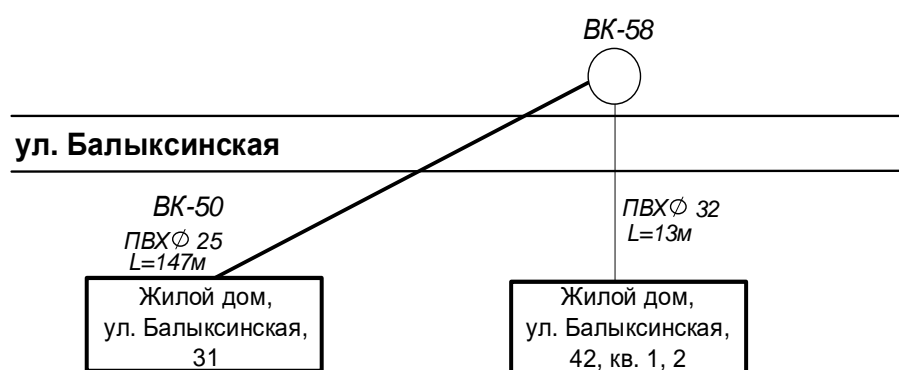 ВК-58
ул. Балыксинская
ВК-50
ПВХ∅ 25
L=147м
ПВХ∅ 32
L=13м
Жилой дом,
ул. Балыксинская,
31
Жилой дом,
ул. Балыксинская,
42, кв. 1, 2